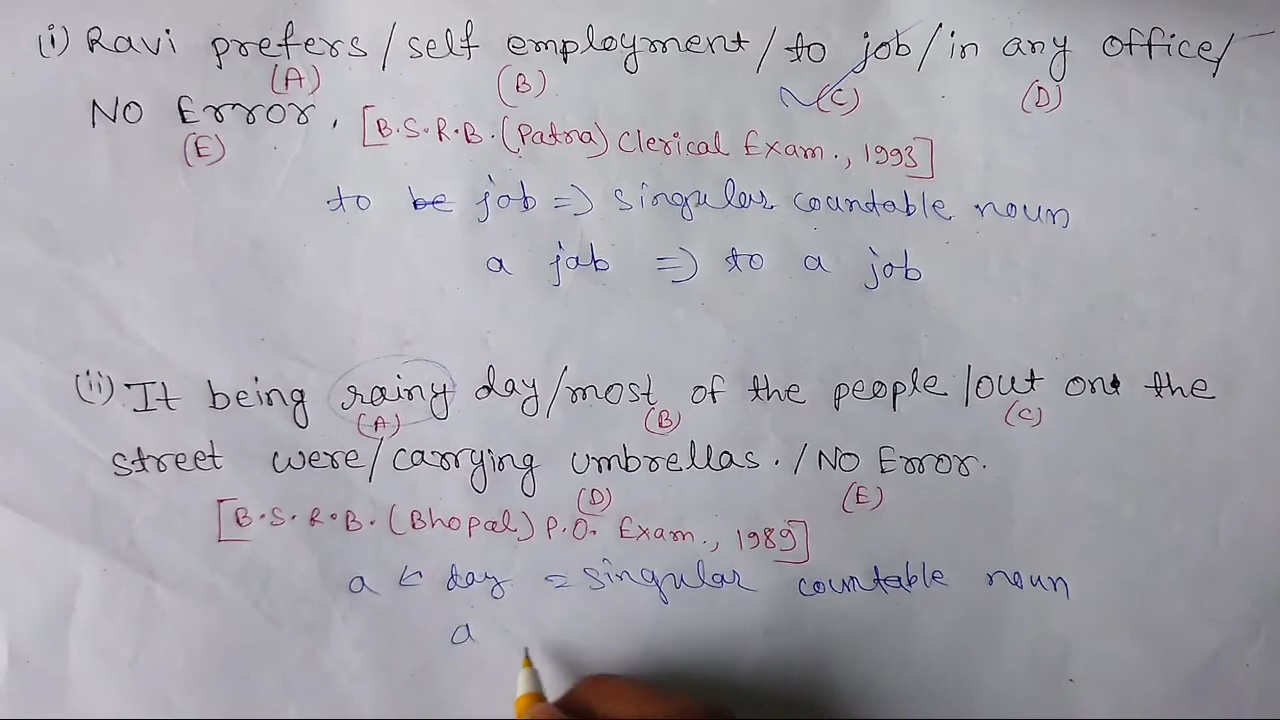 (i) Ravi prefers/self employment/to job/in any office/
(A) (B) (C) (D)
No Error. [B.S.R.B. (Patna) Clerical Exam., 1993]
(E)
to be job => singular countable noun
a jab => to a job
(ii) It being rainy day/most of the people/out on the
(A) (B) (C)
street were/carrying umbrellas./No Error.
(D) (E)
[B.S.R.B. (Bhopal) P.O. Exam., 1989]
a ← day = singular countable noun
a